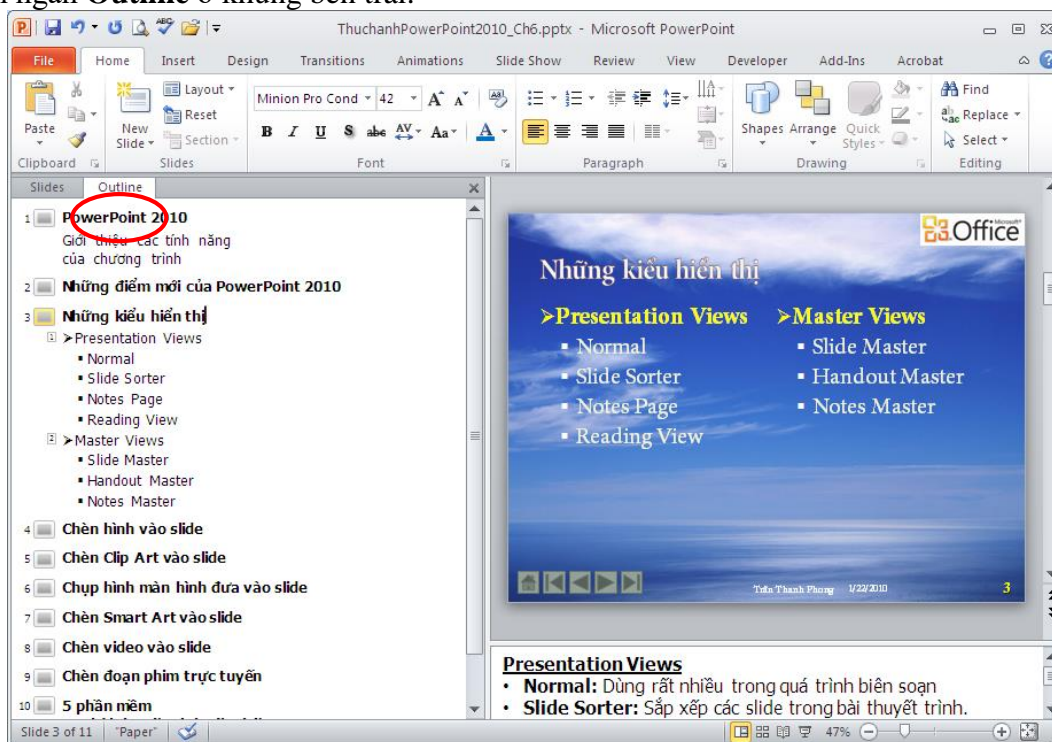 ngăn Outline ở khung bên trái.
ThuchanhPowerPoint2010_Ch6.pptx - Microsoft PowerPoint
File Home Insert Design Transitions Animations Slide Show Review View Developer Add-Ins Acrobat
Layout
Reset
Section
Paste
New
Slide
Minion Pro Cond 42
Shapes Arrange Quick
Styles
Find
Replace
Select
Clipboard Slides Font Paragraph Drawing Editing
Slides Outline
1 PowerPoint 2010
Giới thiệu các tính năng
của chương trình
2 Những điểm mới của PowerPoint 2010
3 Những kiểu hiển thị
1 ➢Presentation Views
▪ Normal
▪ Slide Sorter
▪ Notes Page
▪ Reading View
2 ➢Master Views
▪ Slide Master
▪ Handout Master
▪ Notes Master
4 Chèn hình vào slide
5 Chèn Clip Art vào slide
6 Chụp hình màn hình đưa vào slide
7 Chèn Smart Art vào slide
8 Chèn video vào slide
9 Chèn đoạn phim trực tuyến
10 5 phần mềm
Microsoft
Office
Những kiểu hiển thị
➢Presentation Views
▪ Normal
▪ Slide Sorter
▪ Notes Page
▪ Reading View
➢Master Views
▪ Slide Master
▪ Handout Master
▪ Notes Master
Trần Thanh Phong 1/22/2010 3
Presentation Views
• Normal: Dùng rất nhiều trong quá trình biên soạn
• Slide Sorter: Sắp xếp các slide trong bài thuyết trình.
Slide 3 of 11 "Paper" 47%